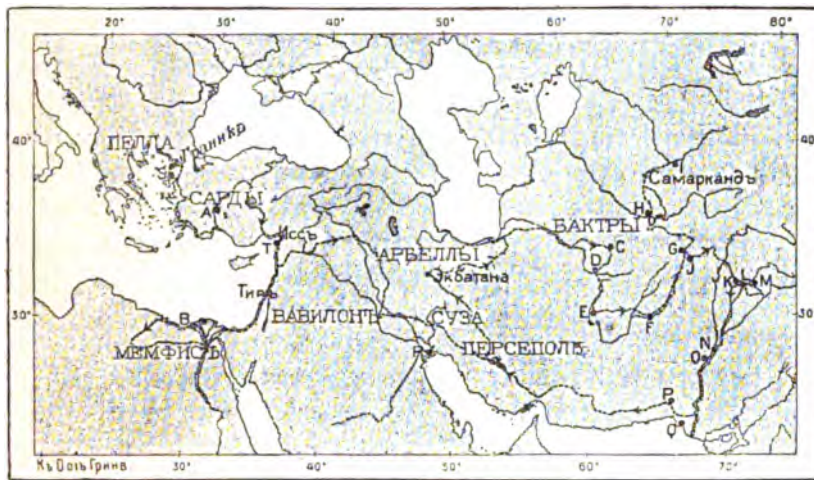 20° 30° 40° 50° 60° 70° 80°
40° 40°
ПЕЛЛА Граникъ
Самаркандъ
I
САРДЫ
A
H
БАКТРЫ
T Иссъ
АРБЕЛЛЫ
Экбатана
D C G J
K M
Тиръ
30° B ВАВИЛОНЪ СУЗА E F 30°
МЕМФИСЪ
R ПЕРСЕПОЛЬ
N
O
P
Q
Къ О отъ Гринв
30° 40° 50° 60° 70°